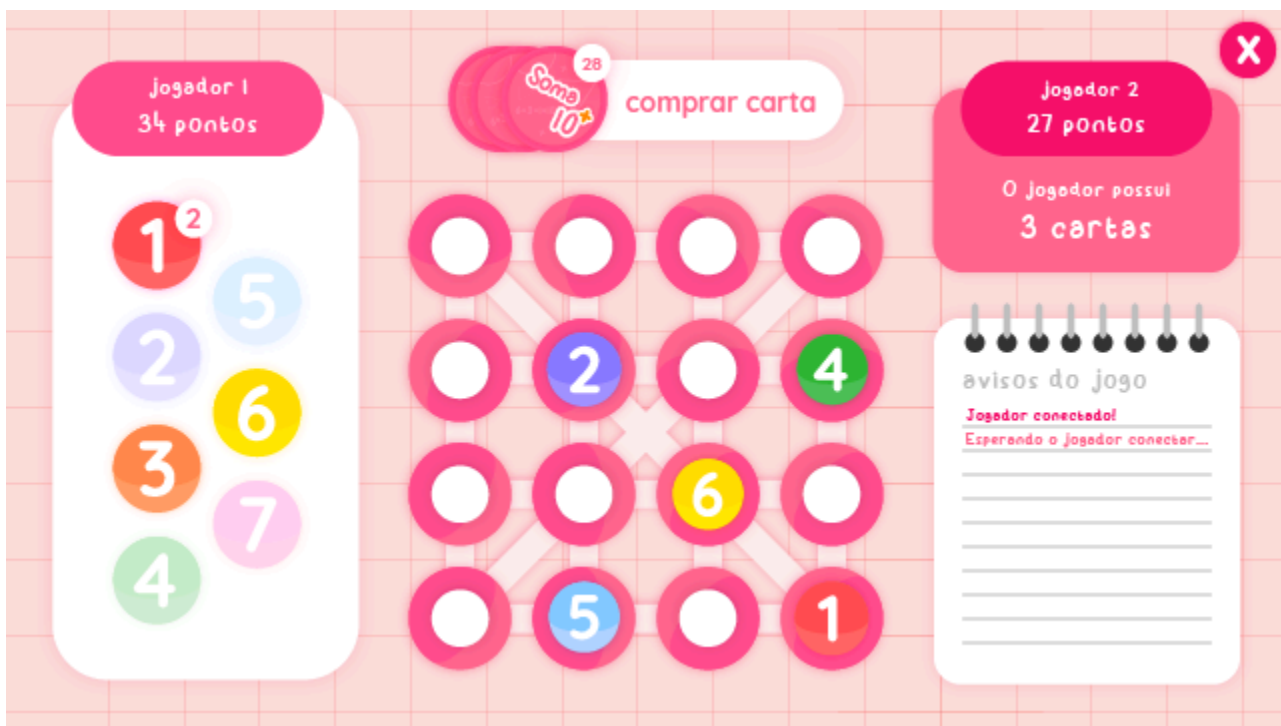 jogador 1
34 pontos
Soma
10x
28
comprar carta
X
jogador 2
27 pontos
O jogador possui
3 cartas
1
2
5
2
6
3
7
4
2
4
6
5
1
avisos do jogo
Jogador conectado!
Esperando o jogador conectar...